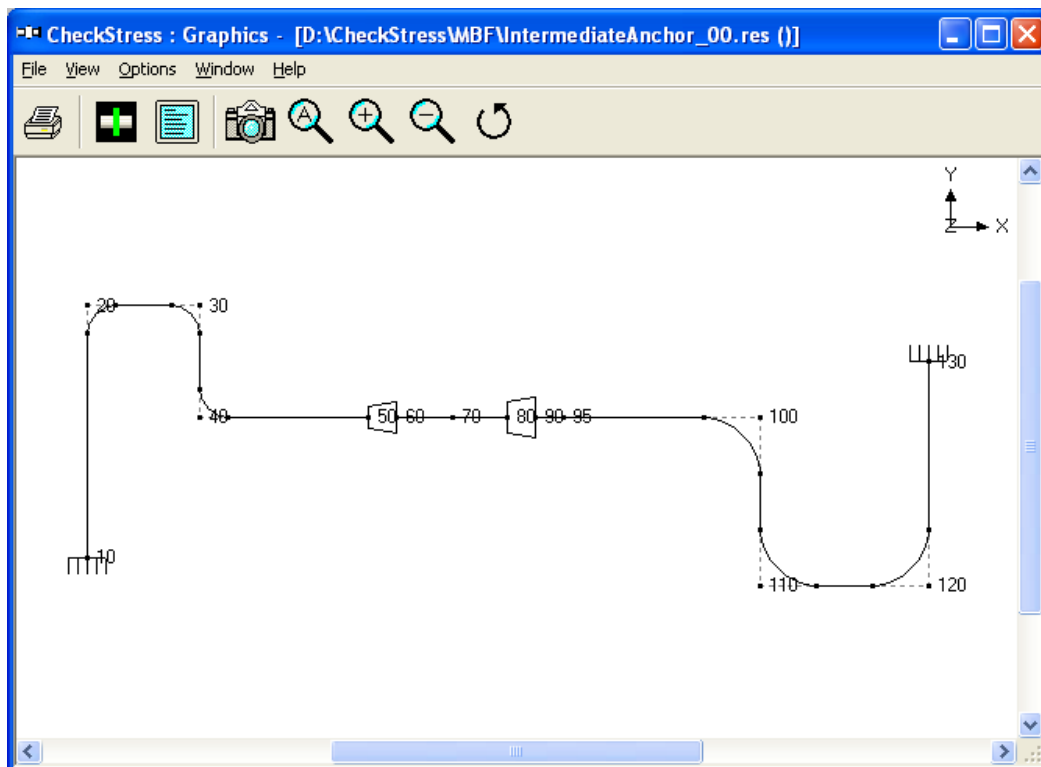 CheckStress : Graphics - [D:\CheckStress\MBF\IntermediateAnchor_00.res ()]
File View Options Window Help
A
Y
Z X
20 30
130
40 50 60 70 80 90 95 100
10
110 120